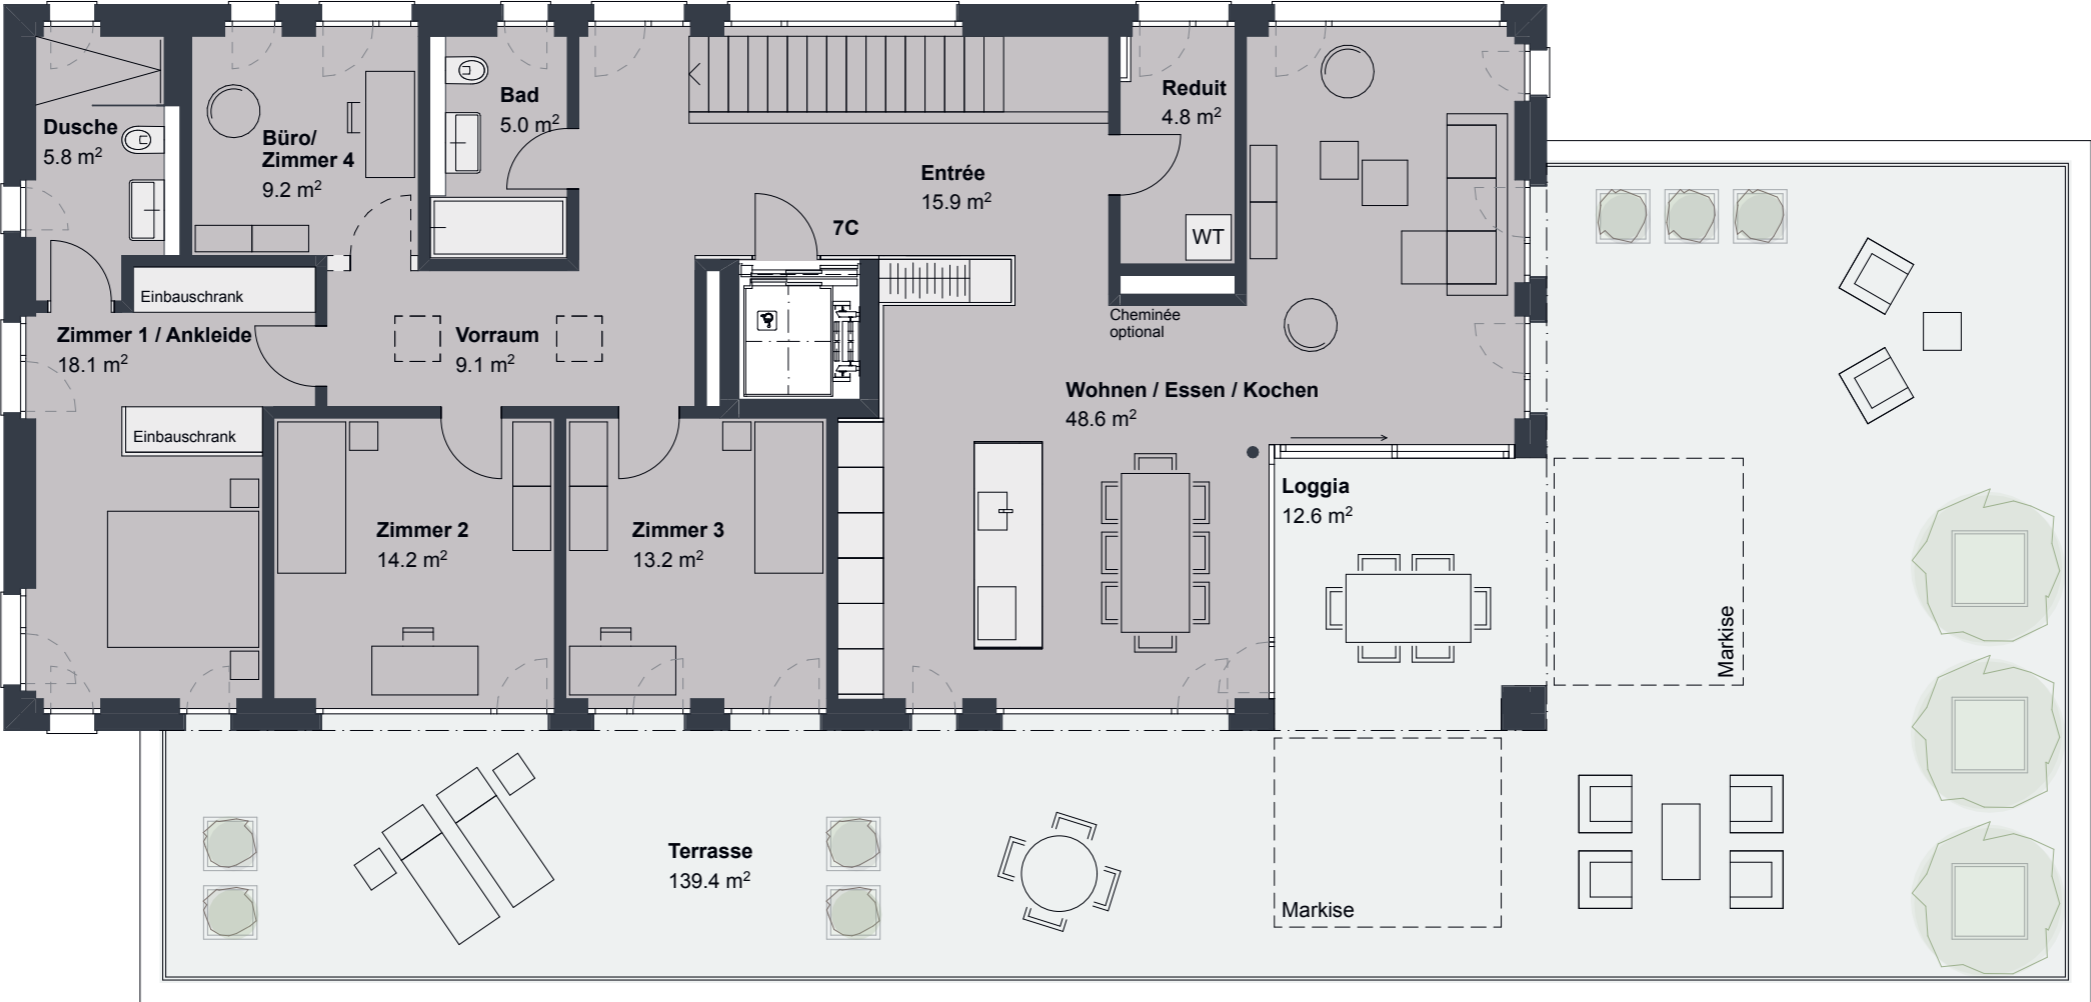 Dusche
5.8 m²
Büro/
Zimmer 4
9.2 m²
Bad
5.0 m²
Entrée
15.9 m²
7C
Reduit
4.8 m²
WT
Cheminée
optional
Einbauschrank
Zimmer 1 / Ankleide
18.1 m²
Einbauschrank
Vorraum
9.1 m²
Wohnen / Essen / Kochen
48.6 m²
Zimmer 2
14.2 m²
Zimmer 3
13.2 m²
Loggia
12.6 m²
Markise
Terrasse
139.4 m²
Markise